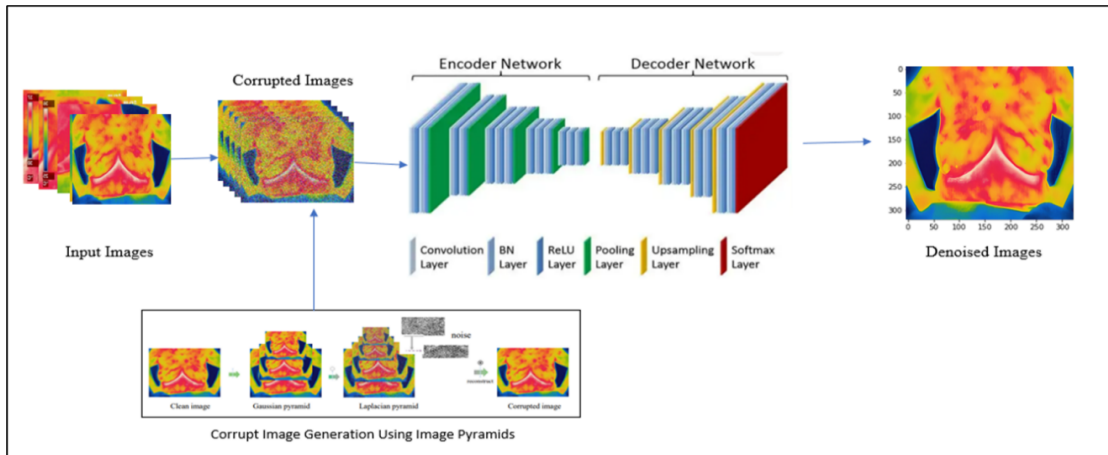 Encoder Network
Decoder Network
Corrupted Images
Input Images
Convolution Layer
BN Layer
ReLU Layer
Pooling Layer
Upsampling Layer
Softmax Layer
0
50
100
150
200
250
300
0 50 100 150 200 250 300
Denoised Images
noise
reconstruct
Clean image
Gaussian pyramid
Laplacian pyramid
Corrupted image
Corrupt Image Generation Using Image Pyramids